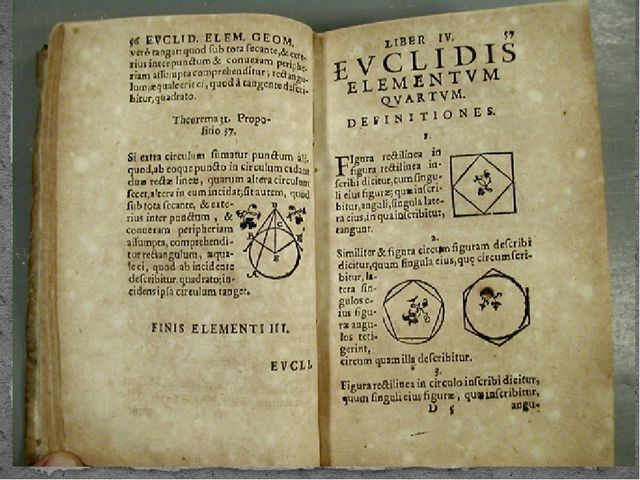 56 EVCLID. ELEM. GEOM.
verò tangat: quod sub tota secante, & exte-
rius inter punctum & conuexam periphe-
riam assumpta comprehenditur, rectangu-
lum, æquale erit ei, quod à tangente descri-
bitur, quadrato.
Theorema 31. Propo-
sitio 37.
Si extra circulum sumatur punctum ali-
quod, ab eoque puncto in circulum cadant
duæ rectæ lineæ, quarum altera circulum
secet, altera in eum incidat; sit autem, quod
sub tota secante, & exte-
rius inter punctum, &
conuexam peripheriam
assumpta, comprehendi-
tur rectangulum, æqua-
le ei, quod ab incidente
describitur quadrato; in-
cidens ipsa circulum tanget.
D
A
B
C
E
FINIS ELEMENTI III.
EVCLI.
LIBER IV. 57
EVCLIDIS
ELEMENTVM
QVARTVM.
DEFINITIONES.
1.
FIgura rectilinea in
figura rectilinea in-
scribi dicitur, cum singu-
li eius figuræ, quæ inscri-
bitur, anguli, singula late-
ra eius, in qua inscribitur,
tangunt.
2.
Similiter & figura circum figuram describi
dicitur, quum singula eius, quę circumscri-
bitur, la-
tera sin-
gulos e-
ius figu-
ræ angu-
los teti-
gerint,
circum quam illa describitur.
3.
Figura rectilinea in circulo inscribi dicitur,
quum singuli eius figuræ, quæ inscribitur,
D 5 angu-